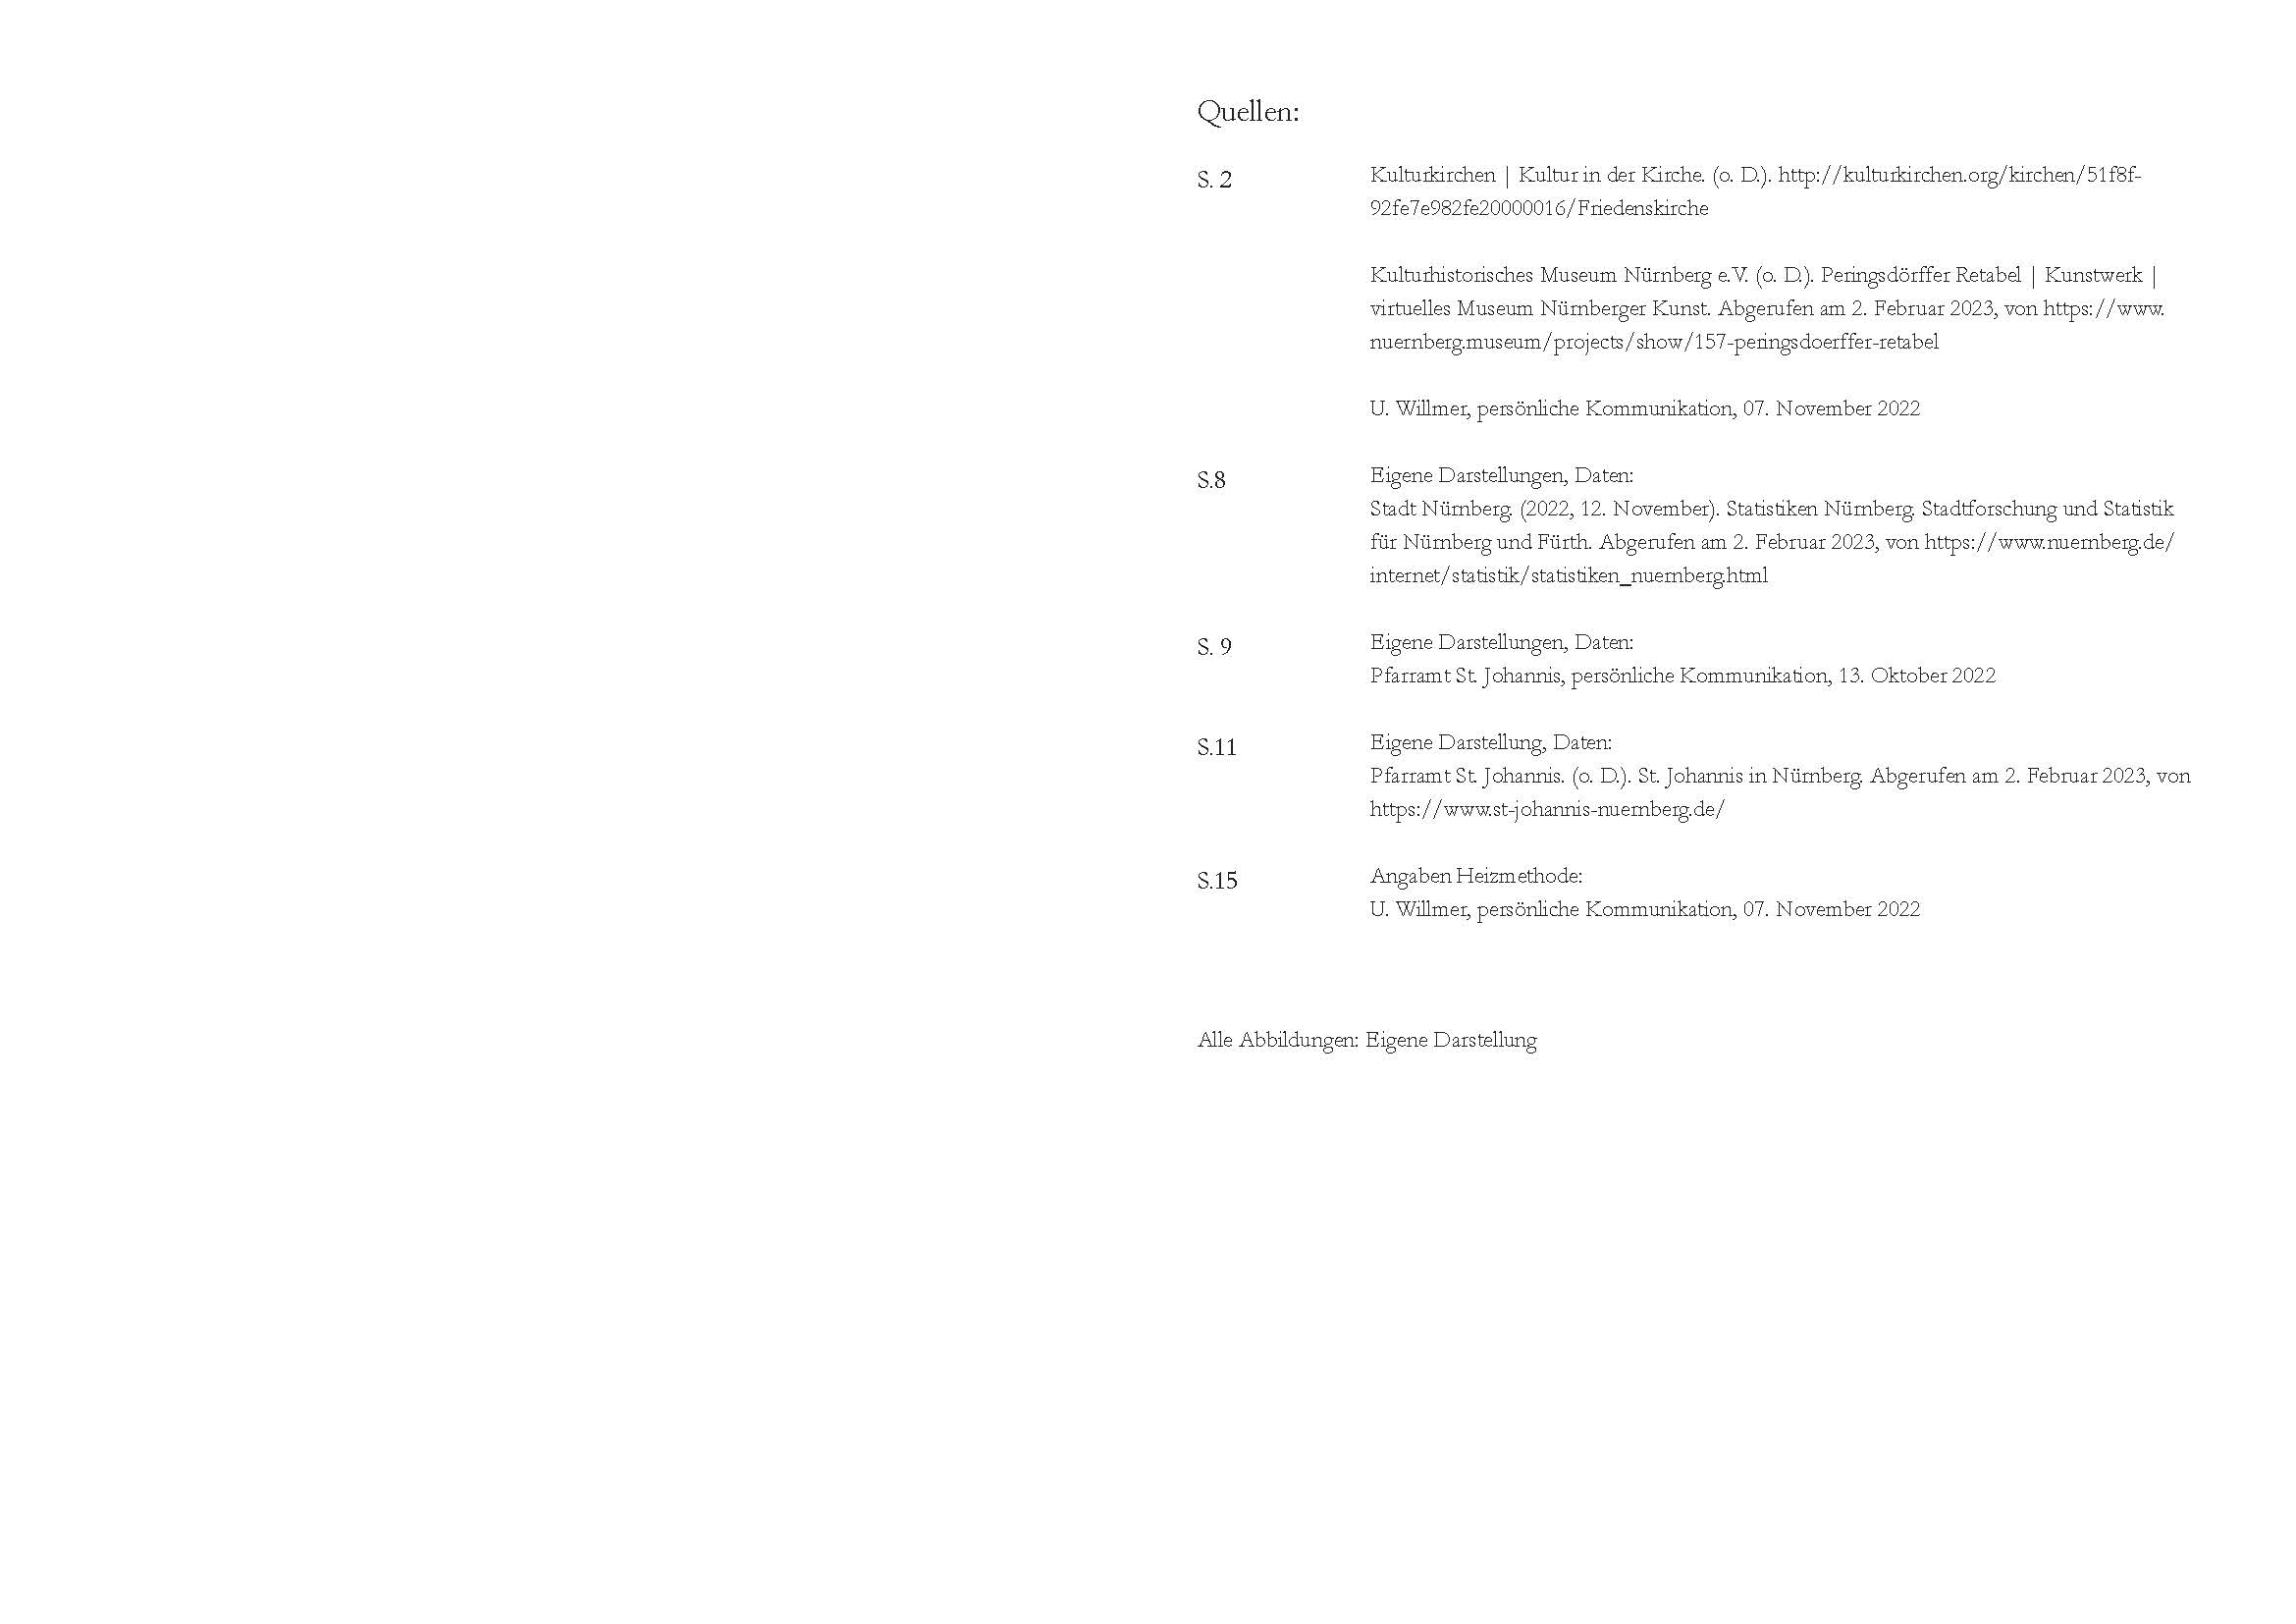 Quellen:
S. 2
Kulturkirchen | Kultur in der Kirche. (o. D.). http://kulturkirchen.org/kirchen/51f8f-
92fe7e982fe20000016/Friedenskirche
Kulturhistorisches Museum Nürnberg e.V. (o. D.). Peringsdörffer Retabel | Kunstwerk |
virtuelles Museum Nürnberger Kunst. Abgerufen am 2. Februar 2023, von https://www.
nuernberg.museum/projects/show/157-peringsdoerffer-retabel
U. Willmer, persönliche Kommunikation, 07. November 2022
S.8
Eigene Darstellungen, Daten:
Stadt Nürnberg. (2022, 12. November). Statistiken Nürnberg. Stadtforschung und Statistik
für Nürnberg und Fürth. Abgerufen am 2. Februar 2023, von https://www.nuernberg.de/
internet/statistik/statistiken_nuernberg.html
S. 9
Eigene Darstellungen, Daten:
Pfarramt St. Johannis, persönliche Kommunikation, 13. Oktober 2022
S.11
Eigene Darstellung, Daten:
Pfarramt St. Johannis. (o. D.). St. Johannis in Nürnberg. Abgerufen am 2. Februar 2023, von
https://www.st-johannis-nuernberg.de/
S.15
Angaben Heizmethode:
U. Willmer, persönliche Kommunikation, 07. November 2022
Alle Abbildungen: Eigene Darstellung